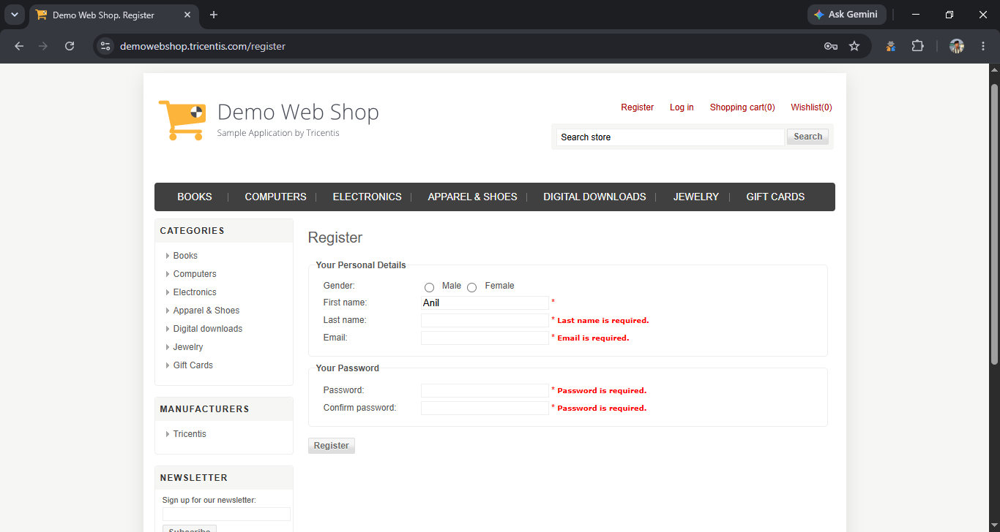 Demo Web Shop. Register
Ask Gemini
demowebshop.tricentis.com/register
Demo Web Shop
Sample Application by Tricentis
Register Log in Shopping cart(0) Wishlist(0)
Search store Search
BOOKS COMPUTERS ELECTRONICS APPAREL & SHOES DIGITAL DOWNLOADS JEWELRY GIFT CARDS
CATEGORIES
Books
Computers
Electronics
Apparel & Shoes
Digital downloads
Jewelry
Gift Cards
MANUFACTURERS
Tricentis
NEWSLETTER
Sign up for our newsletter:
Subscribe
Register
Your Personal Details
Gender: Male Female
First name: Anil *
Last name: * Last name is required.
Email: * Email is required.
Your Password
Password: * Password is required.
Confirm password: * Password is required.
Register